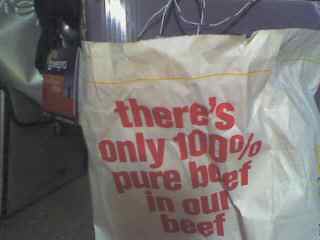 there's
only 100%
pure beef
in our
beef